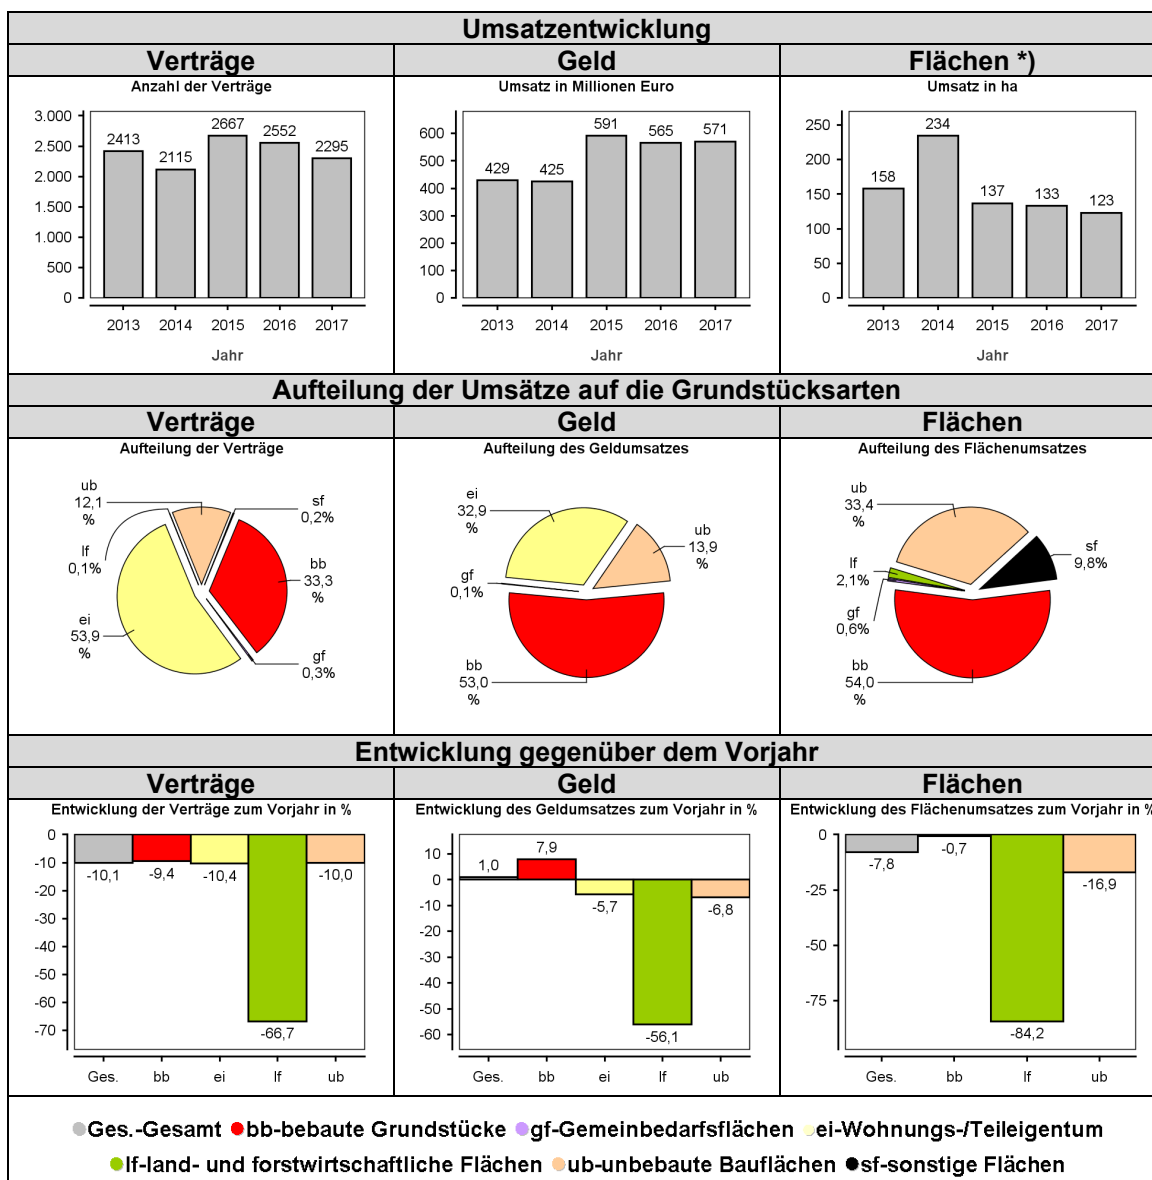 Umsatzentwicklung
Verträge Geld Flächen *)
Anzahl der Verträge
3.000
2.500
2.000
1.500
1.000
500
0
2413 2115 2667 2552 2295
2013 2014 2015 2016 2017
Jahr
Umsatz in Millionen Euro
600
500
400
300
200
100
0
429 425 591 565 571
2013 2014 2015 2016 2017
Jahr
Umsatz in ha
250
200
150
100
50
0
158 234 137 133 123
2013 2014 2015 2016 2017
Jahr
Aufteilung der Umsätze auf die Grundstücksarten
Verträge Geld Flächen
Aufteilung der Verträge
ub
12,1
%
sf
0,2%
lf
0,1%
bb
33,3
%
ei
53,9
%
gf
0,3%
Aufteilung des Geldumsatzes
ei
32,9
%
ub
13,9
%
gf
0,1%
bb
53,0
%
Aufteilung des Flächenumsatzes
ub
33,4
%
sf
9,8%
lf
2,1%
gf
0,6%
bb
54,0
%
Entwicklung gegenüber dem Vorjahr
Verträge Geld Flächen
Entwicklung der Verträge zum Vorjahr in %
0
-10
-20
-30
-40
-50
-60
-70
-10,1 -9,4 -10,4 -66,7 -10,0
Ges. bb ei lf ub
Entwicklung des Geldumsatzes zum Vorjahr in %
10
0
-10
-20
-30
-40
-50
-60
1,0 7,9 -5,7 -56,1 -6,8
Ges. bb ei lf ub
Entwicklung des Flächenumsatzes zum Vorjahr in %
0
-25
-50
-75
-7,8 -0,7 -84,2 -16,9
Ges. bb lf ub
Ges.-Gesamt bb-bebaute Grundstücke gf-Gemeinbedarfsflächen ei-Wohnungs-/Teileigentum
lf-land- und forstwirtschaftliche Flächen ub-unbebaute Bauflächen sf-sonstige Flächen